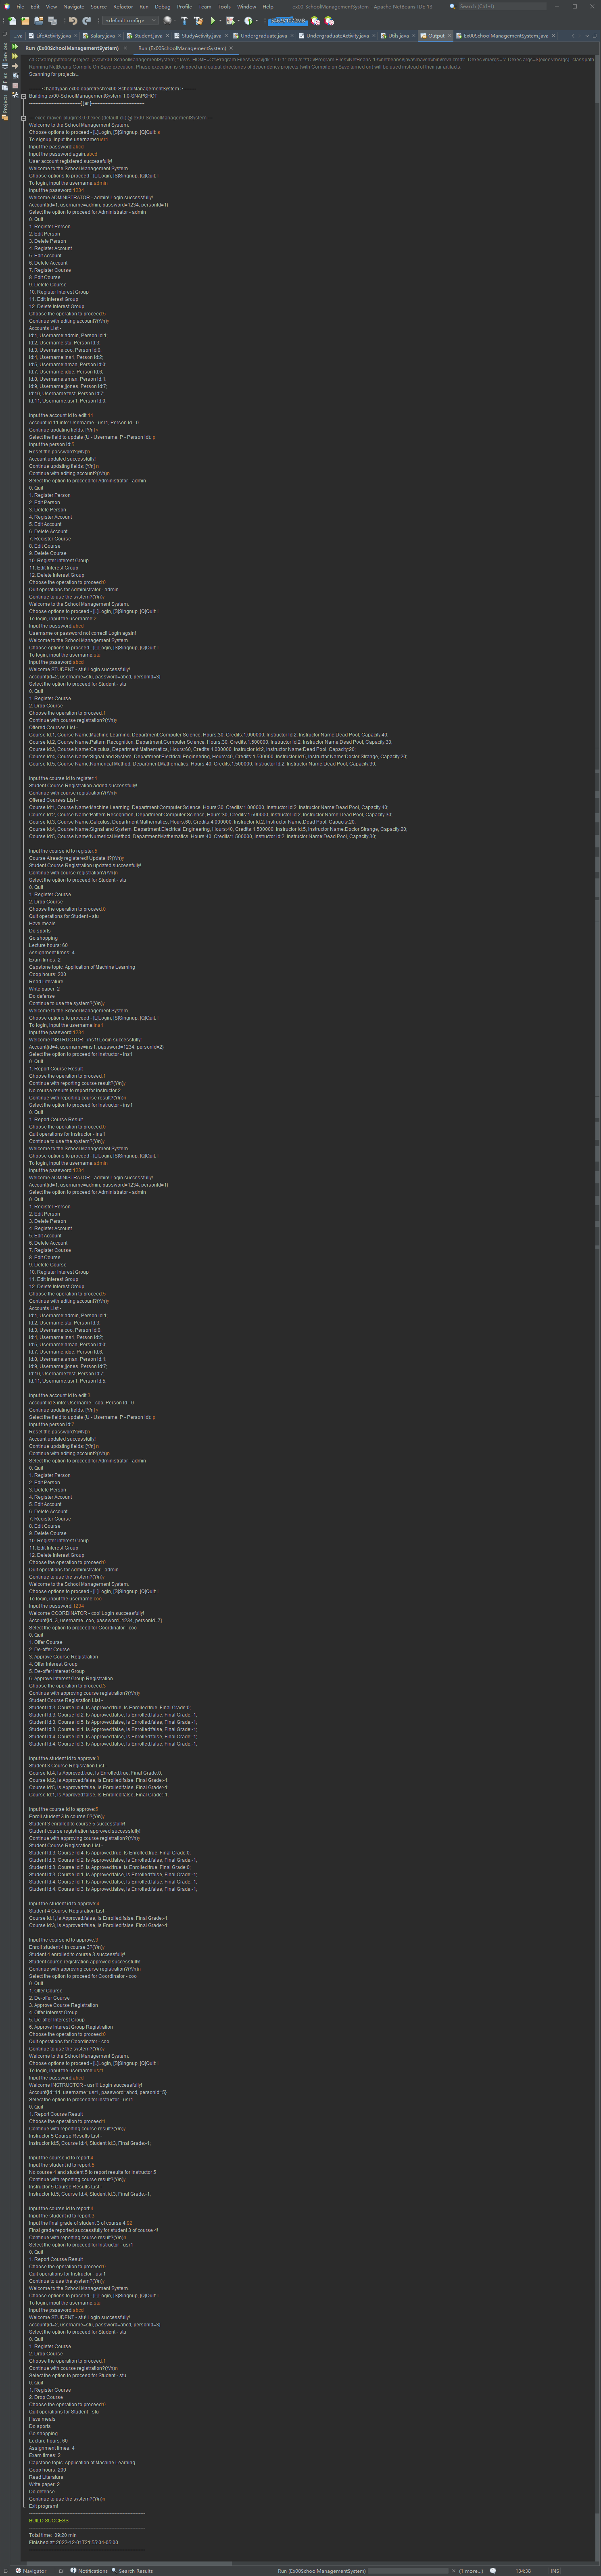 File Edit View Navigate Source Refactor Run Debug Profile Team Tools Window Help ex00-SchoolManagementSystem - Apache NetBeans IDE 13 Search (Ctrl+I)
<default config>
...va LifeActivity.java Salary.java Student.java StudyActivity.java Undergraduate.java UndergraduateActivity.java Utils.java Output Ex00SchoolManagementSystem.java
Run (Ex00SchoolManagementSystem) Run (Ex00SchoolManagementSystem)
Services
Files
Projects
Running NetBeans Compile On Save execution. Phase execution is skipped and output directories of dependency projects (with Compile on Save turned on) will be used instead of their jar artifacts.
Scanning for projects...
Building ex00-SchoolManagementSystem 1.0-SNAPSHOT
--------------------------------[ jar ]---------------------------------
--- exec-maven-plugin:3.0.0:exec (default-cli) @ ex00-SchoolManagementSystem ---
Welcome to the School Management System.
Choose options to proceed - [L]Login, [S]Singnup, [Q]Quit: s
To signup, input the username:usr1
Input the password:abcd
Input the password again:abcd
User account registered successfully!
Welcome to the School Management System.
Choose options to proceed - [L]Login, [S]Singnup, [Q]Quit: l
To login, input the username:admin
Input the password:1234
Welcome ADMINISTRATOR - admin! Login successfully!
Account{id=1, username=admin, password=1234, personId=1}
Select the option to proceed for Administrator - admin
0. Quit
1. Register Person
2. Edit Person
3. Delete Person
4. Register Account
5. Edit Account
6. Delete Account
7. Register Course
8. Edit Course
9. Delete Course
10. Register Interest Group
11. Edit Interest Group
12. Delete Interest Group
Choose the operation to proceed:5
Continue with editing account?(Y/n)y
Accounts List -
Id:1, Username:admin, Person Id:1;
Id:2, Username:stu, Person Id:3;
Id:3, Username:coo, Person Id:0;
Id:4, Username:ins1, Person Id:2;
Id:5, Username:hman, Person Id:0;
Id:7, Username:jdoe, Person Id:6;
Id:8, Username:sman, Person Id:1;
Id:9, Username:jjones, Person Id:7;
Id:10, Username:test, Person Id:7;
Id:11, Username:usr1, Person Id:0;
Input the account id to edit:11
Account Id 11 info: Username - usr1, Person Id - 0
Continue updating fields: [Y/n] y
Select the field to update (U - Username, P - Person Id): p
Input the person id:5
Reset the password?[y/N]:n
Account updated successfully!
Continue updating fields: [Y/n] n
Continue with editing account?(Y/n)n
Select the option to proceed for Administrator - admin
0. Quit
1. Register Person
2. Edit Person
3. Delete Person
4. Register Account
5. Edit Account
6. Delete Account
7. Register Course
8. Edit Course
9. Delete Course
10. Register Interest Group
11. Edit Interest Group
12. Delete Interest Group
Choose the operation to proceed:0
Quit operations for Administrator - admin
Continue to use the system?(Y/n)y
Welcome to the School Management System.
Choose options to proceed - [L]Login, [S]Singnup, [Q]Quit: l
To login, input the username:2
Input the password:abcd
Username or password not correct! Login again!
Welcome to the School Management System.
Choose options to proceed - [L]Login, [S]Singnup, [Q]Quit: l
To login, input the username:stu
Input the password:abcd
Welcome STUDENT - stu! Login successfully!
Account{id=2, username=stu, password=abcd, personId=3}
Select the option to proceed for Student - stu
0. Quit
1. Register Course
2. Drop Course
Choose the operation to proceed:1
Continue with course registration?(Y/n)y
Offered Courses List -
Course Id:1, Course Name:Machine Learning, Department:Computer Science, Hours:30, Credits:1.000000, Instructor Id:2, Instructor Name:Dead Pool, Capacity:40;
Course Id:2, Course Name:Pattern Recognition, Department:Computer Science, Hours:30, Credits:1.500000, Instructor Id:2, Instructor Name:Dead Pool, Capacity:30;
Course Id:3, Course Name:Calculus, Department:Mathematics, Hours:60, Credits:4.000000, Instructor Id:2, Instructor Name:Dead Pool, Capacity:20;
Course Id:4, Course Name:Signal and System, Department:Electrical Engineering, Hours:40, Credits:1.500000, Instructor Id:5, Instructor Name:Doctor Strange, Capacity:20;
Course Id:5, Course Name:Numerical Method, Department:Mathematics, Hours:40, Credits:1.500000, Instructor Id:2, Instructor Name:Dead Pool, Capacity:30;
Input the course id to register:1
Student Course Registration added successfully!
Continue with course registration?(Y/n)y
Offered Courses List -
Course Id:1, Course Name:Machine Learning, Department:Computer Science, Hours:30, Credits:1.000000, Instructor Id:2, Instructor Name:Dead Pool, Capacity:40;
Course Id:2, Course Name:Pattern Recognition, Department:Computer Science, Hours:30, Credits:1.500000, Instructor Id:2, Instructor Name:Dead Pool, Capacity:30;
Course Id:3, Course Name:Calculus, Department:Mathematics, Hours:60, Credits:4.000000, Instructor Id:2, Instructor Name:Dead Pool, Capacity:20;
Course Id:4, Course Name:Signal and System, Department:Electrical Engineering, Hours:40, Credits:1.500000, Instructor Id:5, Instructor Name:Doctor Strange, Capacity:20;
Course Id:5, Course Name:Numerical Method, Department:Mathematics, Hours:40, Credits:1.500000, Instructor Id:2, Instructor Name:Dead Pool, Capacity:30;
Input the course id to register:5
Course Already registered! Update it?(Y/n)y
Student Course Registration updated successfully!
Continue with course registration?(Y/n)n
Select the option to proceed for Student - stu
0. Quit
1. Register Course
2. Drop Course
Choose the operation to proceed:0
Quit operations for Student - stu
Have meals
Do sports
Go shopping
Lecture hours: 60
Assignment times: 4
Exam times: 2
Capstone topic: Application of Machine Learning
Coop hours: 200
Read Literature
Write paper: 2
Do defense
Continue to use the system?(Y/n)y
Welcome to the School Management System.
Choose options to proceed - [L]Login, [S]Singnup, [Q]Quit: l
To login, input the username:ins1
Input the password:1234
Welcome INSTRUCTOR - ins1! Login successfully!
Account{id=4, username=ins1, password=1234, personId=2}
Select the option to proceed for Instructor - ins1
0. Quit
1. Report Course Result
Choose the operation to proceed:1
Continue with reporting course result?(Y/n)y
No course results to report for instructor 2
Continue with reporting course result?(Y/n)n
Select the option to proceed for Instructor - ins1
0. Quit
1. Report Course Result
Choose the operation to proceed:0
Quit operations for Instructor - ins1
Continue to use the system?(Y/n)y
Welcome to the School Management System.
Choose options to proceed - [L]Login, [S]Singnup, [Q]Quit: l
To login, input the username:admin
Input the password:1234
Welcome ADMINISTRATOR - admin! Login successfully!
Account{id=1, username=admin, password=1234, personId=1}
Select the option to proceed for Administrator - admin
0. Quit
1. Register Person
2. Edit Person
3. Delete Person
4. Register Account
5. Edit Account
6. Delete Account
7. Register Course
8. Edit Course
9. Delete Course
10. Register Interest Group
11. Edit Interest Group
12. Delete Interest Group
Choose the operation to proceed:5
Continue with editing account?(Y/n)y
Accounts List -
Id:1, Username:admin, Person Id:1;
Id:2, Username:stu, Person Id:3;
Id:3, Username:coo, Person Id:0;
Id:4, Username:ins1, Person Id:2;
Id:5, Username:hman, Person Id:0;
Id:7, Username:jdoe, Person Id:6;
Id:8, Username:sman, Person Id:1;
Id:9, Username:jjones, Person Id:7;
Id:10, Username:test, Person Id:7;
Id:11, Username:usr1, Person Id:5;
Input the account id to edit:3
Account Id 3 info: Username - coo, Person Id - 0
Continue updating fields: [Y/n] y
Select the field to update (U - Username, P - Person Id): p
Input the person id:7
Reset the password?[y/N]:n
Account updated successfully!
Continue updating fields: [Y/n] n
Continue with editing account?(Y/n)n
Select the option to proceed for Administrator - admin
0. Quit
1. Register Person
2. Edit Person
3. Delete Person
4. Register Account
5. Edit Account
6. Delete Account
7. Register Course
8. Edit Course
9. Delete Course
10. Register Interest Group
11. Edit Interest Group
12. Delete Interest Group
Choose the operation to proceed:0
Quit operations for Administrator - admin
Continue to use the system?(Y/n)y
Welcome to the School Management System.
Choose options to proceed - [L]Login, [S]Singnup, [Q]Quit: l
To login, input the username:coo
Input the password:1234
Welcome COORDINATOR - coo! Login successfully!
Account{id=3, username=coo, password=1234, personId=7}
Select the option to proceed for Coordinator - coo
0. Quit
1. Offer Course
2. De-offer Course
3. Approve Course Registration
4. Offer Interest Group
5. De-offer Interest Group
6. Approve Interest Group Registration
Choose the operation to proceed:3
Continue with approving course registration?(Y/n)y
Student Course Regisration List -
Student Id:3, Course Id:4, Is Approved:true, Is Enrolled:true, Final Grade:0;
Student Id:3, Course Id:2, Is Approved:false, Is Enrolled:false, Final Grade:-1;
Student Id:3, Course Id:5, Is Approved:false, Is Enrolled:false, Final Grade:-1;
Student Id:3, Course Id:1, Is Approved:false, Is Enrolled:false, Final Grade:-1;
Student Id:4, Course Id:1, Is Approved:false, Is Enrolled:false, Final Grade:-1;
Student Id:4, Course Id:3, Is Approved:false, Is Enrolled:false, Final Grade:-1;
Input the student id to approve:3
Student 3 Course Regisration List -
Course Id:4, Is Approved:true, Is Enrolled:true, Final Grade:0;
Course Id:2, Is Approved:false, Is Enrolled:false, Final Grade:-1;
Course Id:5, Is Approved:false, Is Enrolled:false, Final Grade:-1;
Course Id:1, Is Approved:false, Is Enrolled:false, Final Grade:-1;
Input the course id to approve:5
Enroll student 3 in course 5?(Y/n)y
Student 3 enrolled to course 5 successfully!
Student course registration approved successfully!
Continue with approving course registration?(Y/n)y
Student Course Regisration List -
Student Id:3, Course Id:4, Is Approved:true, Is Enrolled:true, Final Grade:0;
Student Id:3, Course Id:2, Is Approved:false, Is Enrolled:false, Final Grade:-1;
Student Id:3, Course Id:5, Is Approved:true, Is Enrolled:true, Final Grade:0;
Student Id:3, Course Id:1, Is Approved:false, Is Enrolled:false, Final Grade:-1;
Student Id:4, Course Id:1, Is Approved:false, Is Enrolled:false, Final Grade:-1;
Student Id:4, Course Id:3, Is Approved:false, Is Enrolled:false, Final Grade:-1;
Input the student id to approve:4
Student 4 Course Regisration List -
Course Id:1, Is Approved:false, Is Enrolled:false, Final Grade:-1;
Course Id:3, Is Approved:false, Is Enrolled:false, Final Grade:-1;
Input the course id to approve:3
Enroll student 4 in course 3?(Y/n)y
Student 4 enrolled to course 3 successfully!
Student course registration approved successfully!
Continue with approving course registration?(Y/n)n
Select the option to proceed for Coordinator - coo
0. Quit
1. Offer Course
2. De-offer Course
3. Approve Course Registration
4. Offer Interest Group
5. De-offer Interest Group
6. Approve Interest Group Registration
Choose the operation to proceed:0
Quit operations for Coordinator - coo
Continue to use the system?(Y/n)y
Welcome to the School Management System.
Choose options to proceed - [L]Login, [S]Singnup, [Q]Quit: l
To login, input the username:usr1
Input the password:abcd
Welcome INSTRUCTOR - usr1! Login successfully!
Account{id=11, username=usr1, password=abcd, personId=5}
Select the option to proceed for Instructor - usr1
0. Quit
1. Report Course Result
Choose the operation to proceed:1
Continue with reporting course result?(Y/n)y
Instructor 5 Course Results List -
Instructor Id:5, Course Id:4, Student Id:3, Final Grade:-1;
Input the course id to report:4
Input the student id to report:5
No course 4 and student 5 to report results for instructor 5
Continue with reporting course result?(Y/n)y
Instructor 5 Course Results List -
Instructor Id:5, Course Id:4, Student Id:3, Final Grade:-1;
Input the course id to report:4
Input the student id to report:3
Input the final grade of student 3 of course 4:92
Final grade reported successfully for student 3 of course 4!
Continue with reporting course result?(Y/n)n
Select the option to proceed for Instructor - usr1
0. Quit
1. Report Course Result
Choose the operation to proceed:0
Quit operations for Instructor - usr1
Continue to use the system?(Y/n)y
Welcome to the School Management System.
Choose options to proceed - [L]Login, [S]Singnup, [Q]Quit: l
To login, input the username:stu
Input the password:abcd
Welcome STUDENT - stu! Login successfully!
Account{id=2, username=stu, password=abcd, personId=3}
Select the option to proceed for Student - stu
0. Quit
1. Register Course
2. Drop Course
Choose the operation to proceed:1
Continue with course registration?(Y/n)n
Select the option to proceed for Student - stu
0. Quit
1. Register Course
2. Drop Course
Choose the operation to proceed:0
Quit operations for Student - stu
Have meals
Do sports
Go shopping
Lecture hours: 60
Assignment times: 4
Exam times: 2
Capstone topic: Application of Machine Learning
Coop hours: 200
Read Literature
Write paper: 2
Do defense
Continue to use the system?(Y/n)n
Exit program!
------------------------------------------------------------------------
BUILD SUCCESS
------------------------------------------------------------------------
Total time: 09:20 min
Finished at: 2022-12-01T21:55:04-05:00
------------------------------------------------------------------------
Navigator Notifications Search Results Run (Ex00SchoolManagementSystem) (1 more...) 134:38 INS